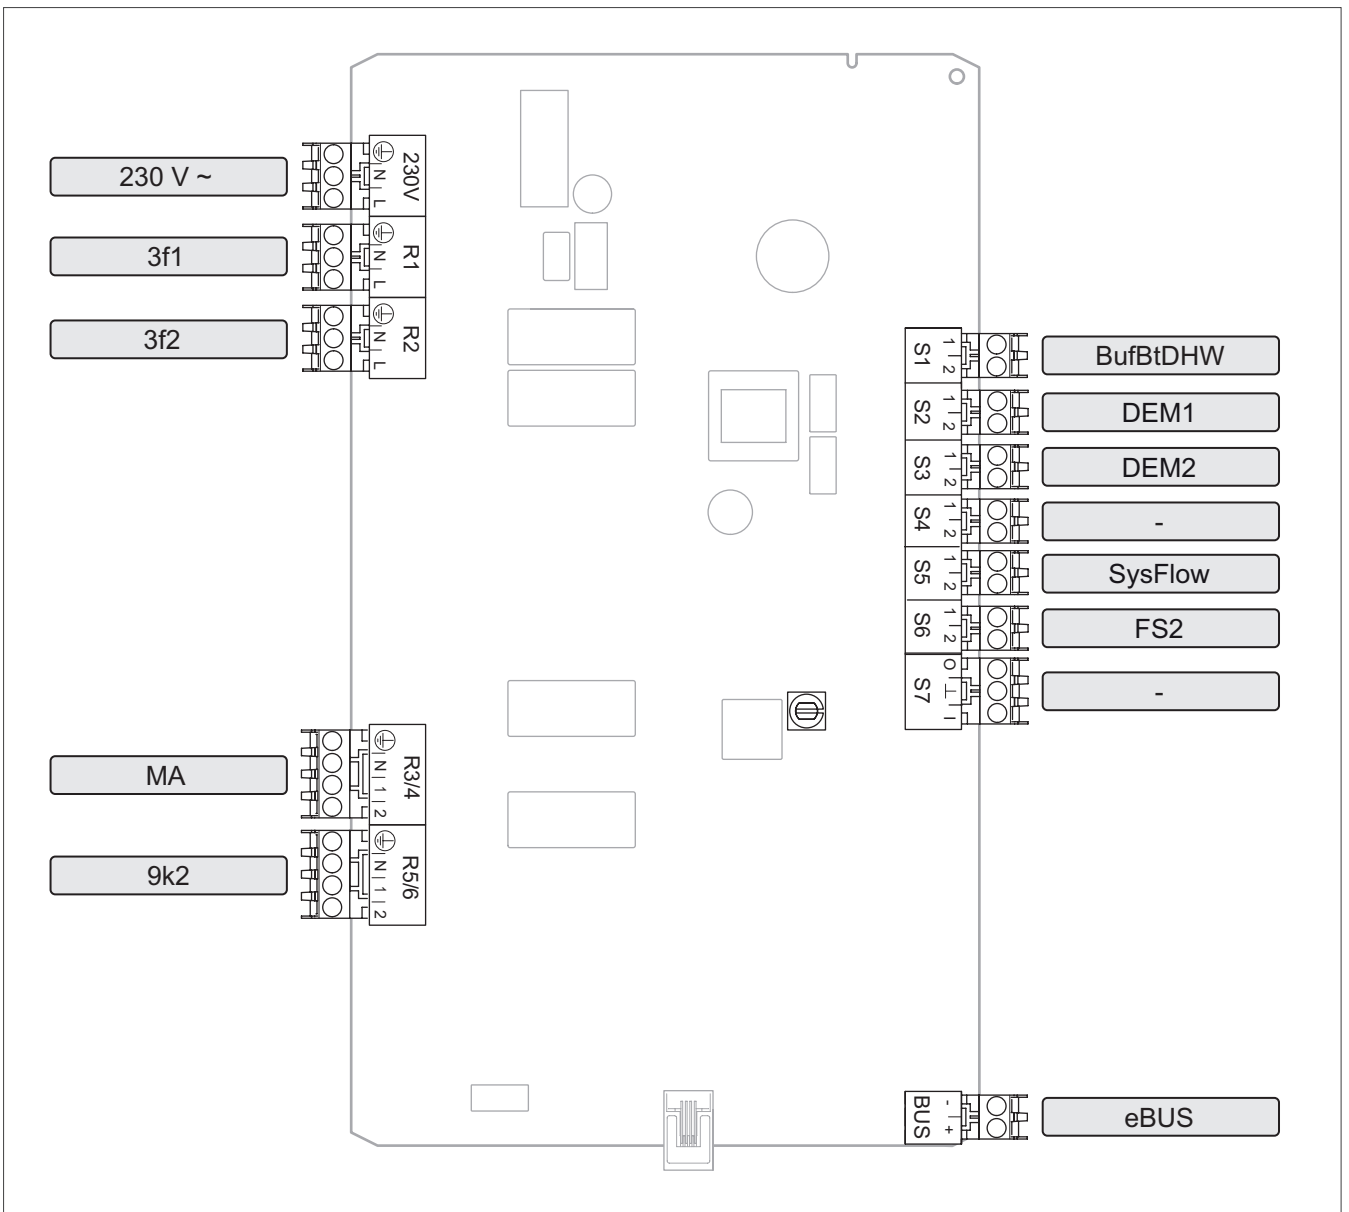 230 V ~
230V
N
L
3f1
R1
N
L
3f2
R2
N
L
S1
1
2
BufBtDHW
S2
1
2
DEM1
S3
1
2
DEM2
S4
1
2
-
S5
1
2
SysFlow
S6
1
2
FS2
S7
O
⊥
I
-
MA
R3/4
N|1|2
9k2
R5/6
N|1|2
BUS
-
+
eBUS